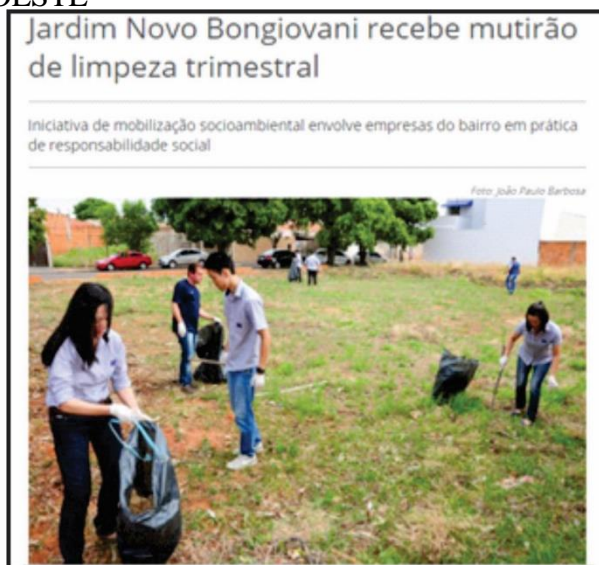 OESTE
Jardim Novo Bongiovani recebe mutirão
de limpeza trimestral
Iniciativa de mobilização socioambiental envolve empresas do bairro em prática
de responsabilidade social
Foto: João Paulo Barbosa